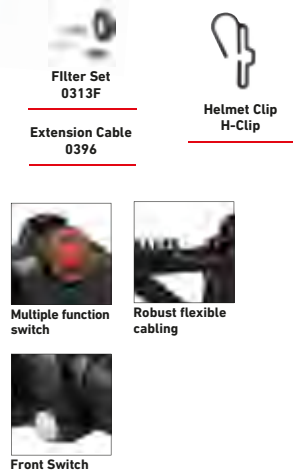 FIlter Set
0313F
Helmet Clip
H-Clip
Extension Cable
0396
Multiple function
switch
Robust flexible
cabling
Front Switch